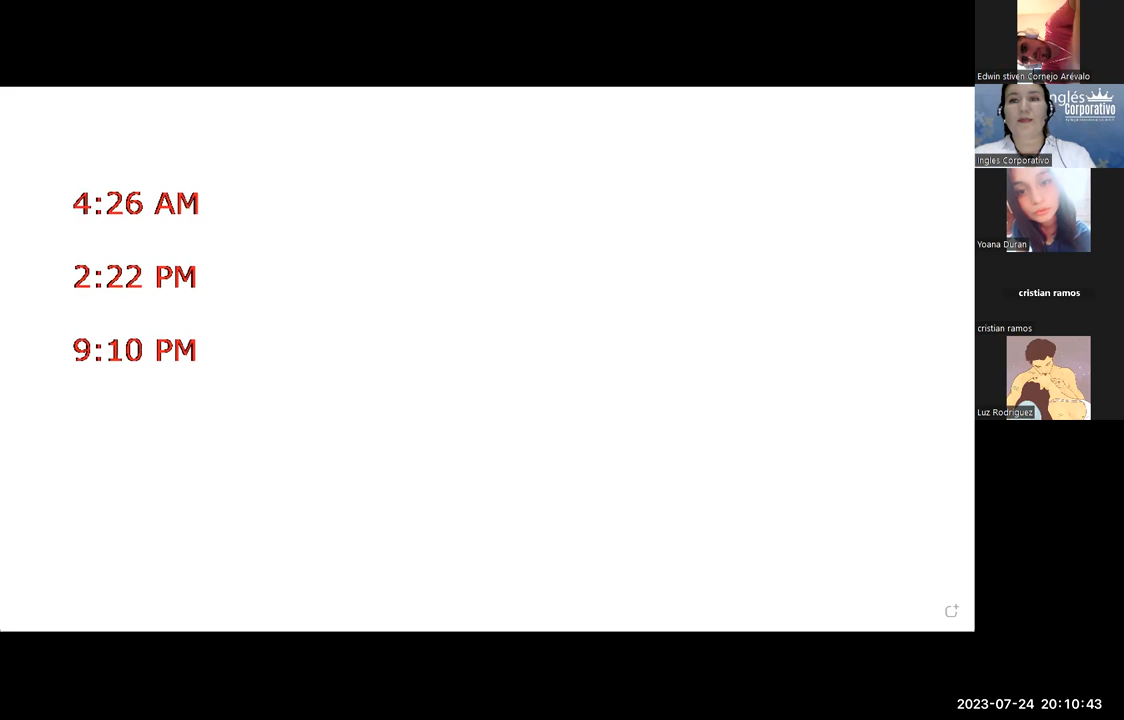 4:26 AM
2:22 PM
9:10 PM
Edwin stiven Cornejo Arévalo
Inglés
Corporativo
Ingles Corporativo
Yoana Duran
cristian ramos
cristian ramos
Luz Rodriguez
2023-07-24 20:10:43